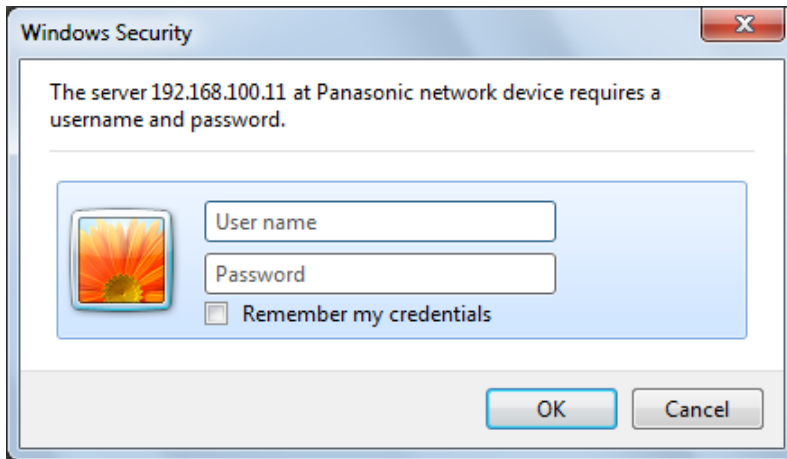 Windows Security
The server 192.168.100.11 at Panasonic network device requires a
username and password.
User name
Password
Remember my credentials
OK
Cancel